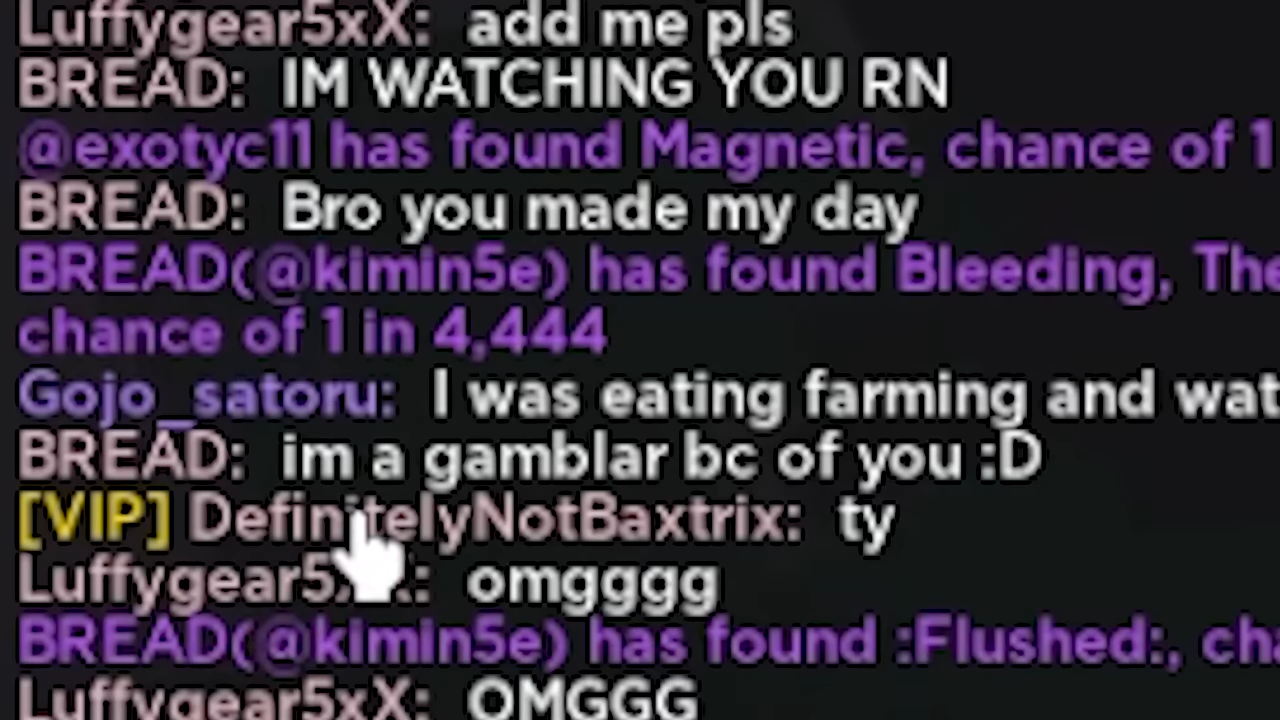 Luffygear5xX: add me pls
BREAD: IM WATCHING YOU RN
@exotyc11 has found Magnetic, chance of 1
BREAD: Bro you made my day
BREAD(@kimin5e) has found Bleeding, The
chance of 1 in 4,444
Gojo_satoru: I was eating farming and wat
BREAD: im a gamblar bc of you :D
[VIP] DefinitelyNotBaxtrix: ty
Luffygear5xX: omgggg
BREAD(@kimin5e) has found :Flushed:, cha
Luffygear5xX: OMGGG